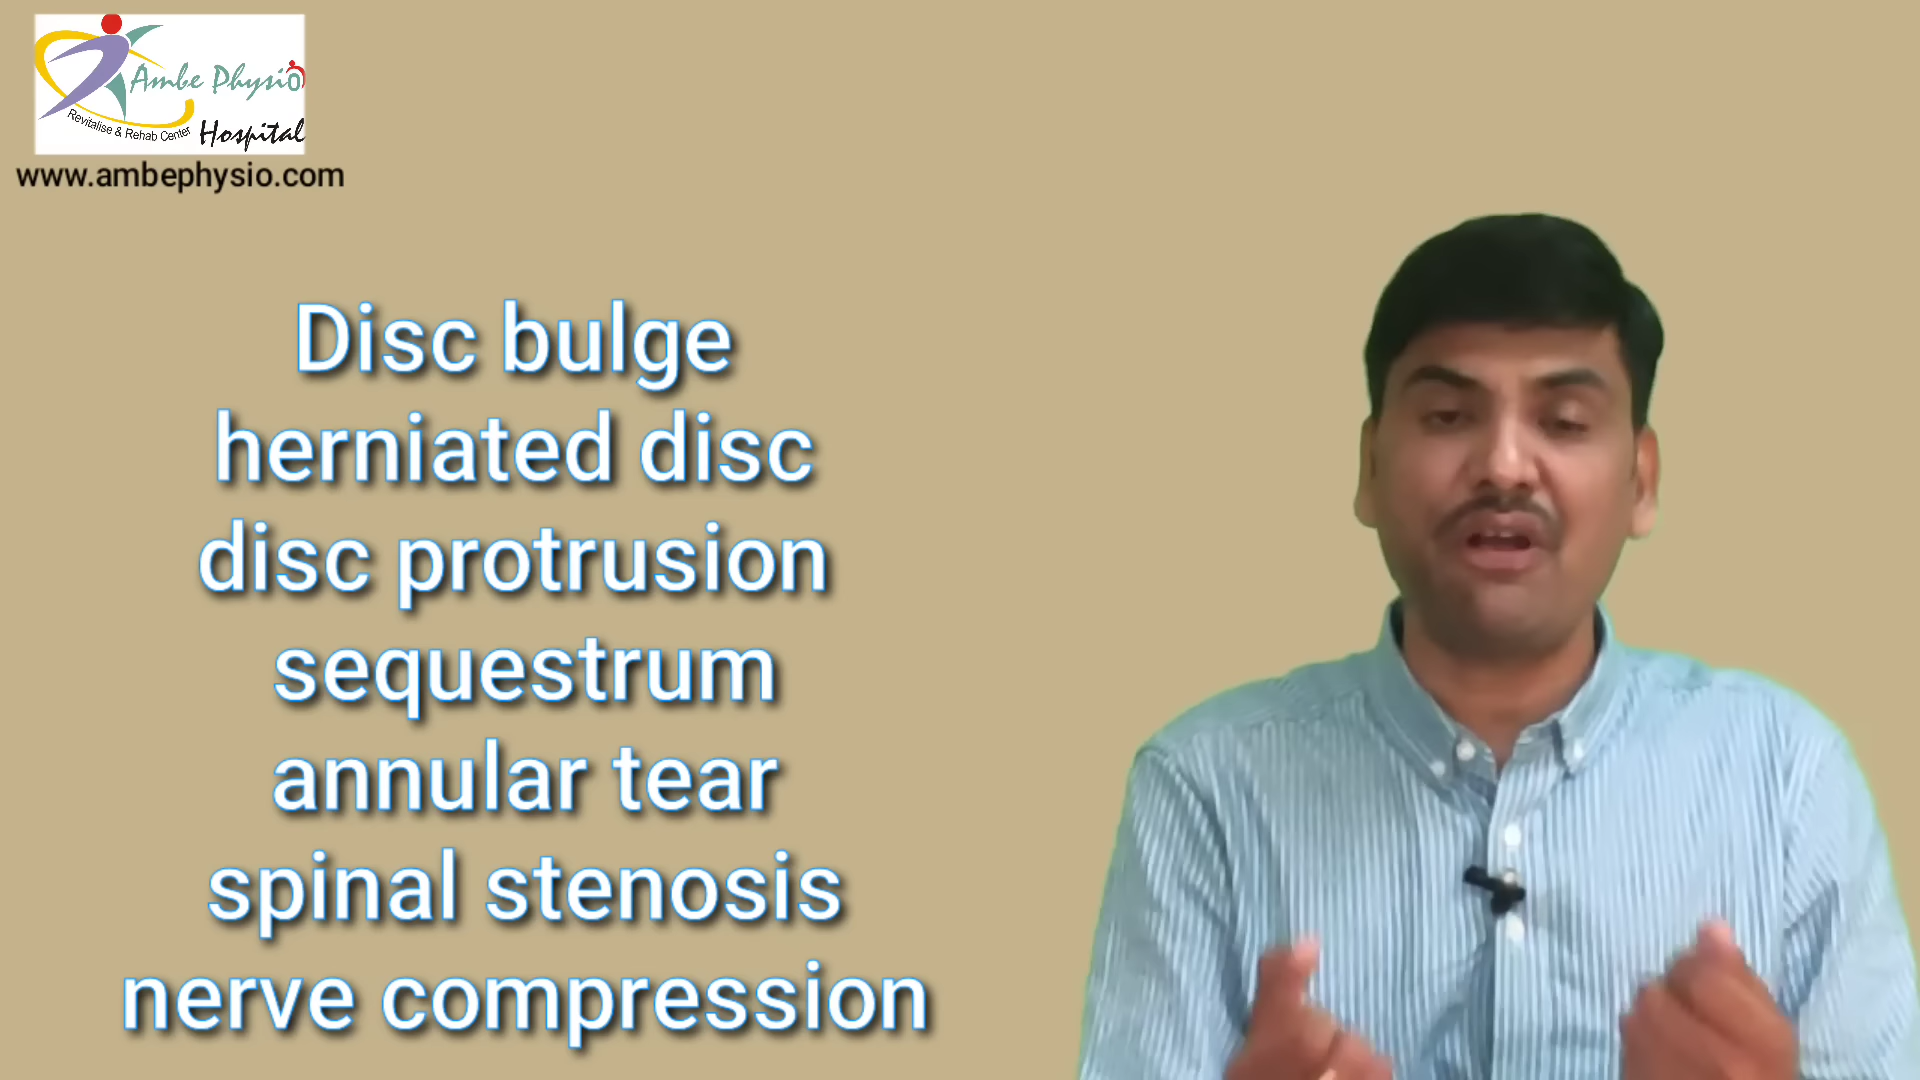 Ambe Physio
Revitalise & Rehab Center
Hospital
www.ambephysio.com
Disc bulge
herniated disc
disc protrusion
sequestrum
annular tear
spinal stenosis
nerve compression